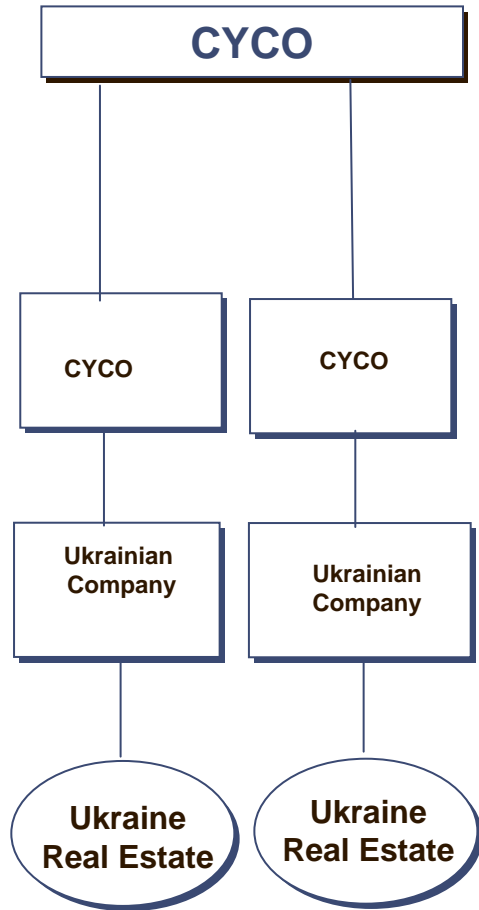 CYCO
CYCO
CYCO
Ukrainian
Company
Ukrainian
Company
Ukraine
Real Estate
Ukraine
Real Estate